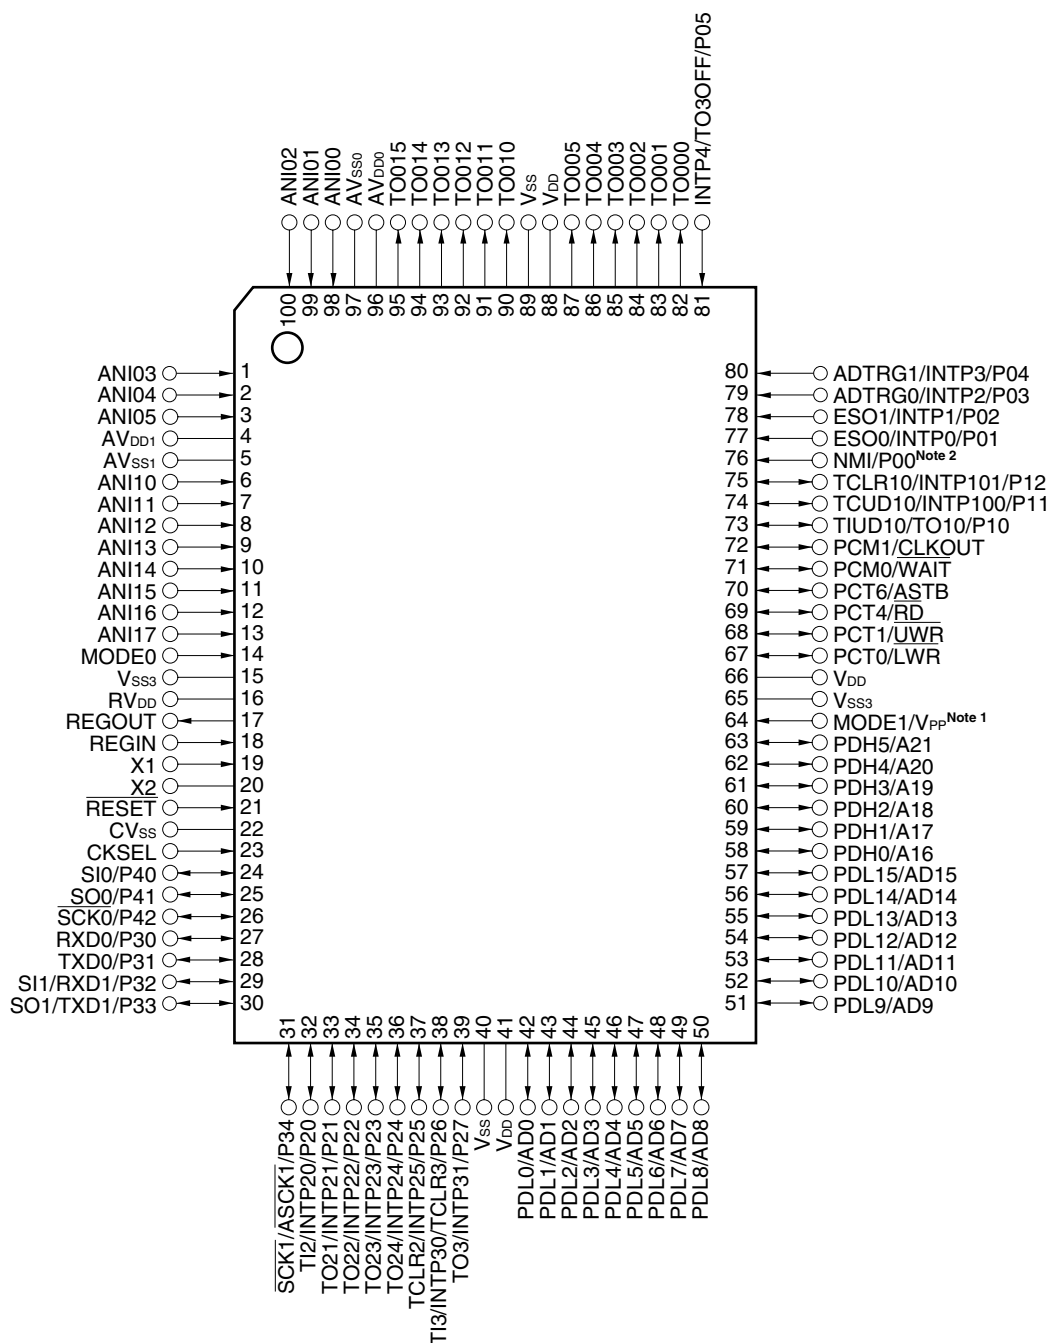 ANI02
ANI01
ANI00
AVSS0
AVDD0
TO015
TO014
TO013
TO012
TO011
TO010
VSS
VDD
TO005
TO004
TO003
TO002
TO001
TO000
INTP4/TO3OFF/P05
100
99
98
97
96
95
94
93
92
91
90
89
88
87
86
85
84
83
82
81
ANI03 1
ANI04 2
ANI05 3
AVDD1 4
AVSS1 5
ANI10 6
ANI11 7
ANI12 8
ANI13 9
ANI14 10
ANI15 11
ANI16 12
ANI17 13
MODE0 14
VSS3 15
RVDD 16
REGOUT 17
REGIN 18
X1 19
X2 20
RESET 21
CVSS 22
CKSEL 23
SI0/P40 24
SO0/P41 25
SCK0/P42 26
RXD0/P30 27
TXD0/P31 28
SI1/RXD1/P32 29
SO1/TXD1/P33 30
80 ADTRG1/INTP3/P04
79 ADTRG0/INTP2/P03
78 ESO1/INTP1/P02
77 ESO0/INTP0/P01
76 NMI/P00Note 2
75 TCLR10/INTP101/P12
74 TCUD10/INTP100/P11
73 TIUD10/TO10/P10
72 PCM1/CLKOUT
71 PCM0/WAIT
70 PCT6/ASTB
69 PCT4/RD
68 PCT1/UWR
67 PCT0/LWR
66 VDD
65 VSS3
64 MODE1/VPPNote 1
63 PDH5/A21
62 PDH4/A20
61 PDH3/A19
60 PDH2/A18
59 PDH1/A17
58 PDH0/A16
57 PDL15/AD15
56 PDL14/AD14
55 PDL13/AD13
54 PDL12/AD12
53 PDL11/AD11
52 PDL10/AD10
51 PDL9/AD9
31
32
33
34
35
36
37
38
39
40
41
42
43
44
45
46
47
48
49
50
SCK1/ASCK1/P34
TI2/INTP20/P20
TO21/INTP21/P21
TO22/INTP22/P22
TO23/INTP23/P23
TO24/INTP24/P24
TCLR2/INTP25/P25
TI3/INTP30/TCLR3/P26
TO3/INTP31/P27
VSS
VDD
PDL0/AD0
PDL1/AD1
PDL2/AD2
PDL3/AD3
PDL4/AD4
PDL5/AD5
PDL6/AD6
PDL7/AD7
PDL8/AD8